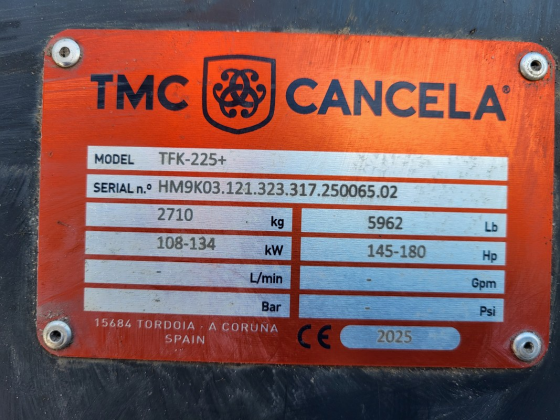 TMC CANCELA®
MODEL TFK-225+
SERIAL n.º HM9K03.121.323.317.250065.02
2710 kg 5962 Lb
108-134 kW 145-180 Hp
L/min Gpm
Bar Psi
15684 TORDOIA - A CORUÑA
SPAIN
CE 2025